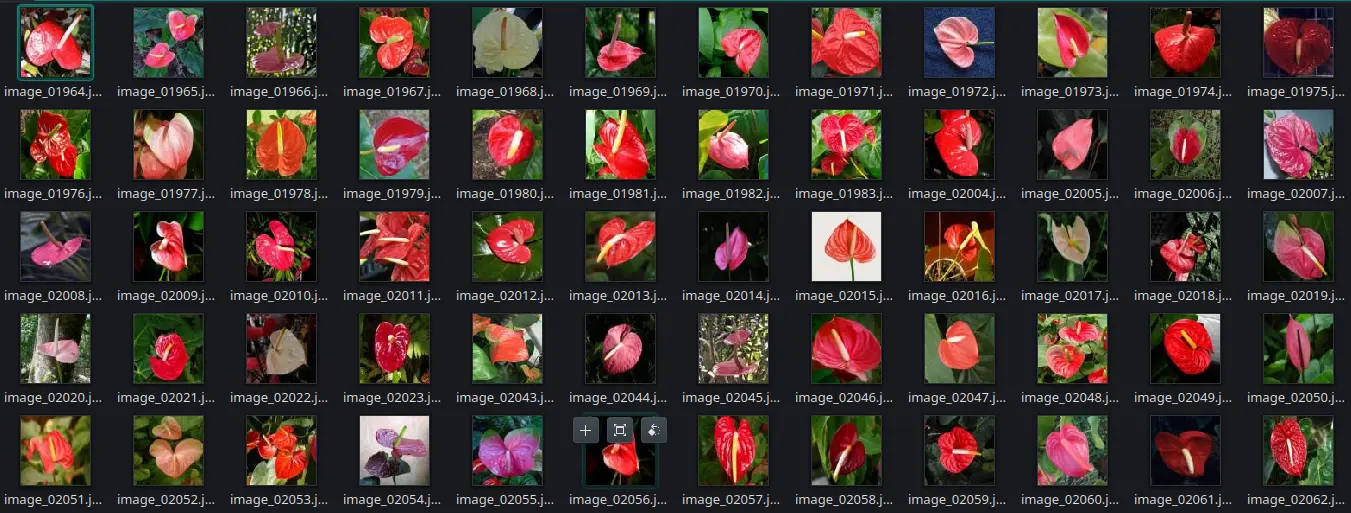 image_01964.j... image_01965.j... image_01966.j... image_01967.j... image_01968.j... image_01969.j... image_01970.j... image_01971.j... image_01972.j... image_01973.j... image_01974.j... image_01975.j...
image_01976.j... image_01977.j... image_01978.j... image_01979.j... image_01980.j... image_01981.j... image_01982.j... image_01983.j... image_02004.j... image_02005.j... image_02006.j... image_02007.j...
image_02008.j... image_02009.j... image_02010.j... image_02011.j... image_02012.j... image_02013.j... image_02014.j... image_02015.j... image_02016.j... image_02017.j... image_02018.j... image_02019.j...
image_02020.j... image_02021.j... image_02022.j... image_02023.j... image_02043.j... image_02044.j... image_02045.j... image_02046.j... image_02047.j... image_02048.j... image_02049.j... image_02050.j...
image_02051.j... image_02052.j... image_02053.j... image_02054.j... image_02055.j... image_02056.j... image_02057.j... image_02058.j... image_02059.j... image_02060.j... image_02061.j... image_02062.j...